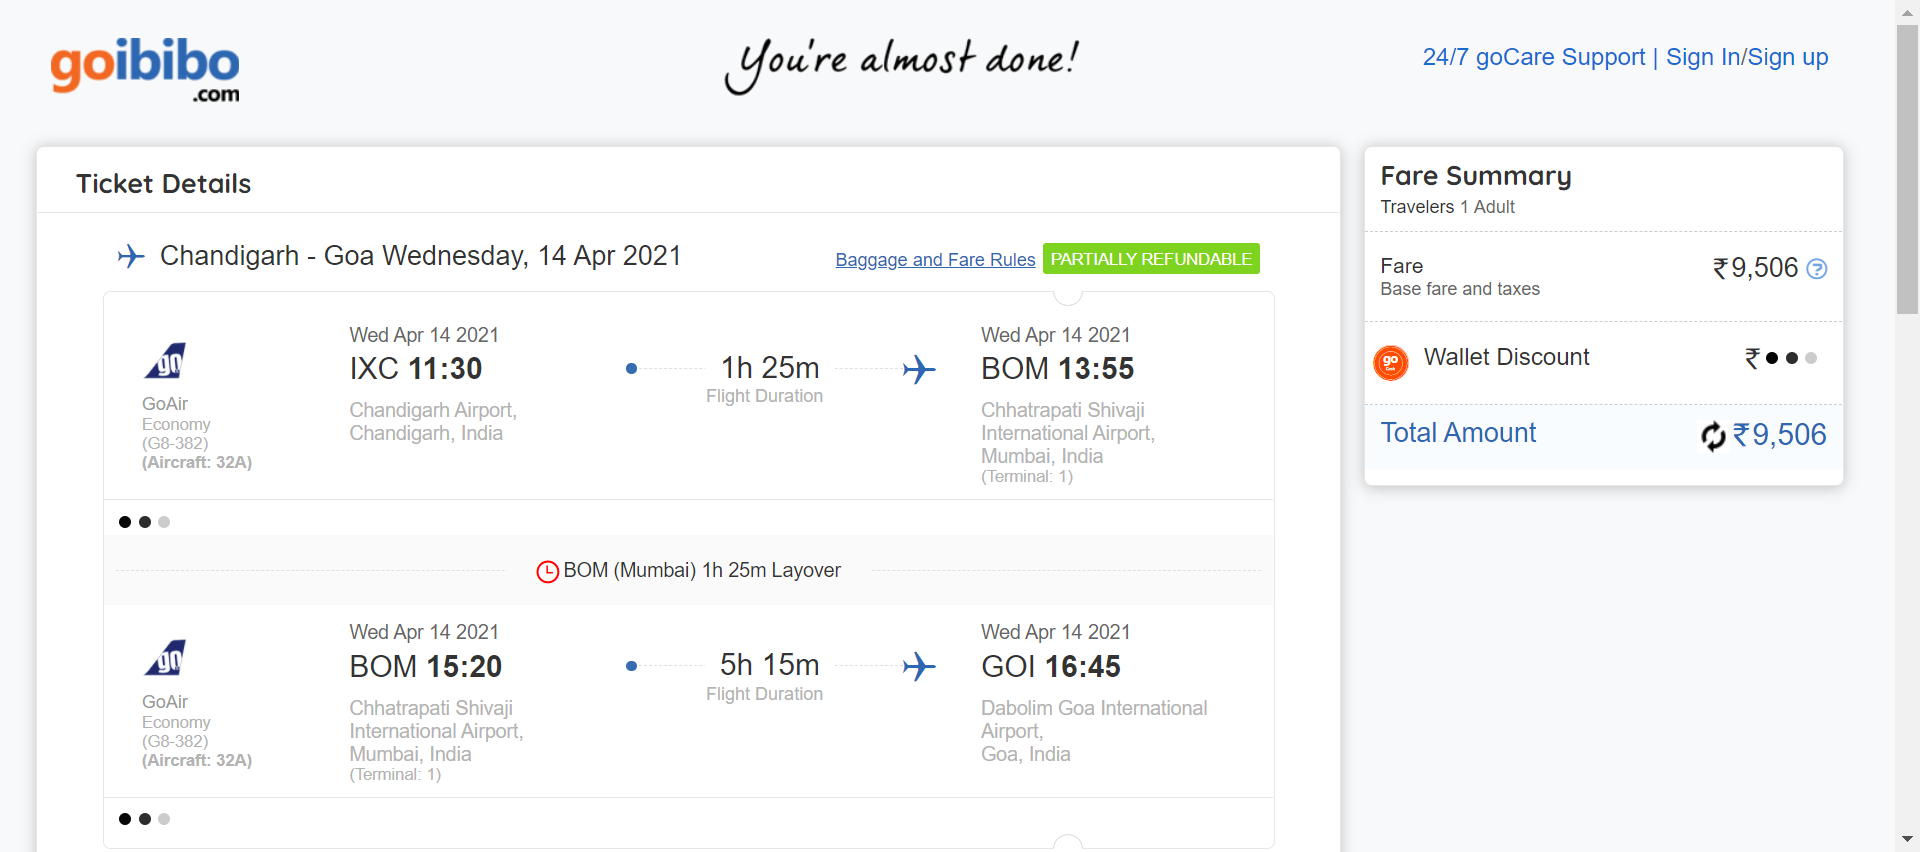 goibibo
.com
You're almost done!
24/7 goCare Support | Sign In/Sign up
Ticket Details
Chandigarh - Goa Wednesday, 14 Apr 2021
Baggage and Fare Rules
PARTIALLY REFUNDABLE
go
GoAir
Economy
(G8-382)
(Aircraft: 32A)
Wed Apr 14 2021
IXC 11:30
Chandigarh Airport,
Chandigarh, India
1h 25m
Flight Duration
Wed Apr 14 2021
BOM 13:55
Chhatrapati Shivaji
International Airport,
Mumbai, India
(Terminal: 1)
BOM (Mumbai) 1h 25m Layover
go
GoAir
Economy
(G8-382)
(Aircraft: 32A)
Wed Apr 14 2021
BOM 15:20
Chhatrapati Shivaji
International Airport,
Mumbai, India
(Terminal: 1)
5h 15m
Flight Duration
Wed Apr 14 2021
GOI 16:45
Dabolim Goa International
Airport,
Goa, India
Fare Summary
Travelers 1 Adult
Fare
Base fare and taxes
₹9,506 ?
go
Wallet Discount
₹
Total Amount
₹9,506